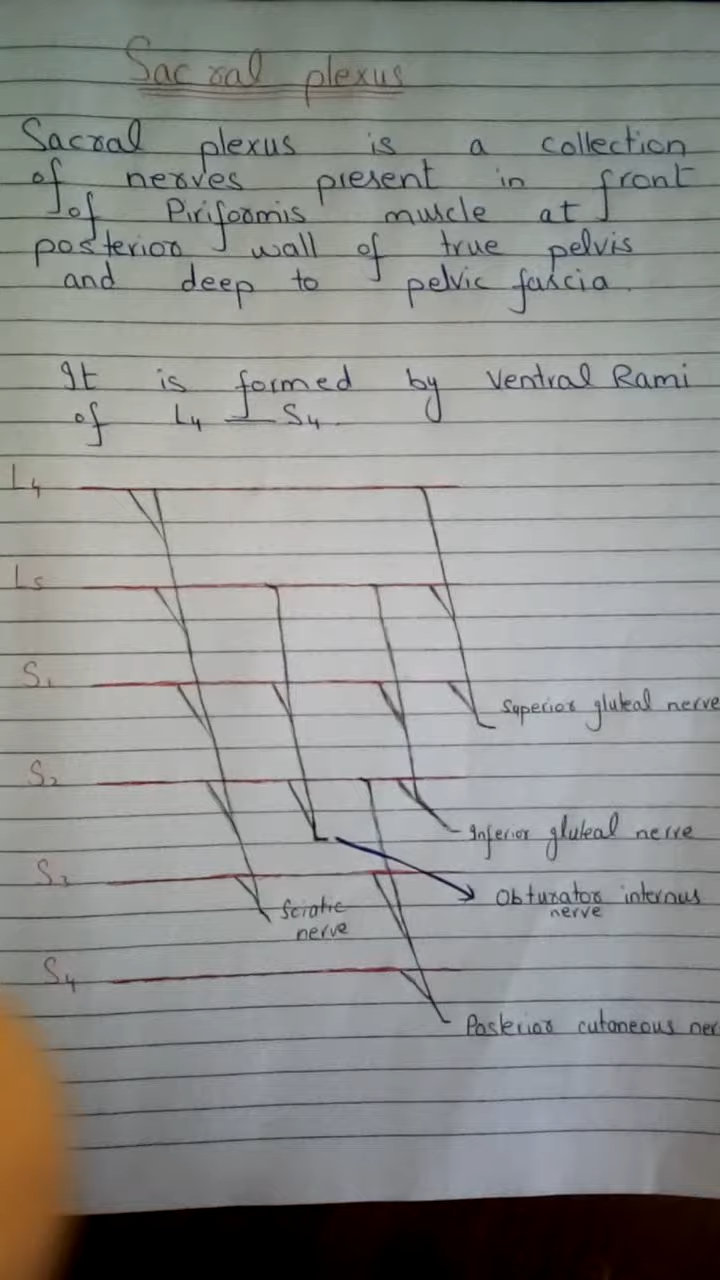 Sacral plexus
Sacral plexus is a collection
of nerves present in front
of Piriformis muscle at
posterior wall of true pelvis
and deep to pelvic fascia.
It is formed by Ventral Rami
of L4 — S4.
L4
L5
S1
Superior gluteal nerve
S2
Inferior gluteal nerve
S3
Obturator internus
nerve
Sciatic
nerve
S4
Posterior cutaneous ner